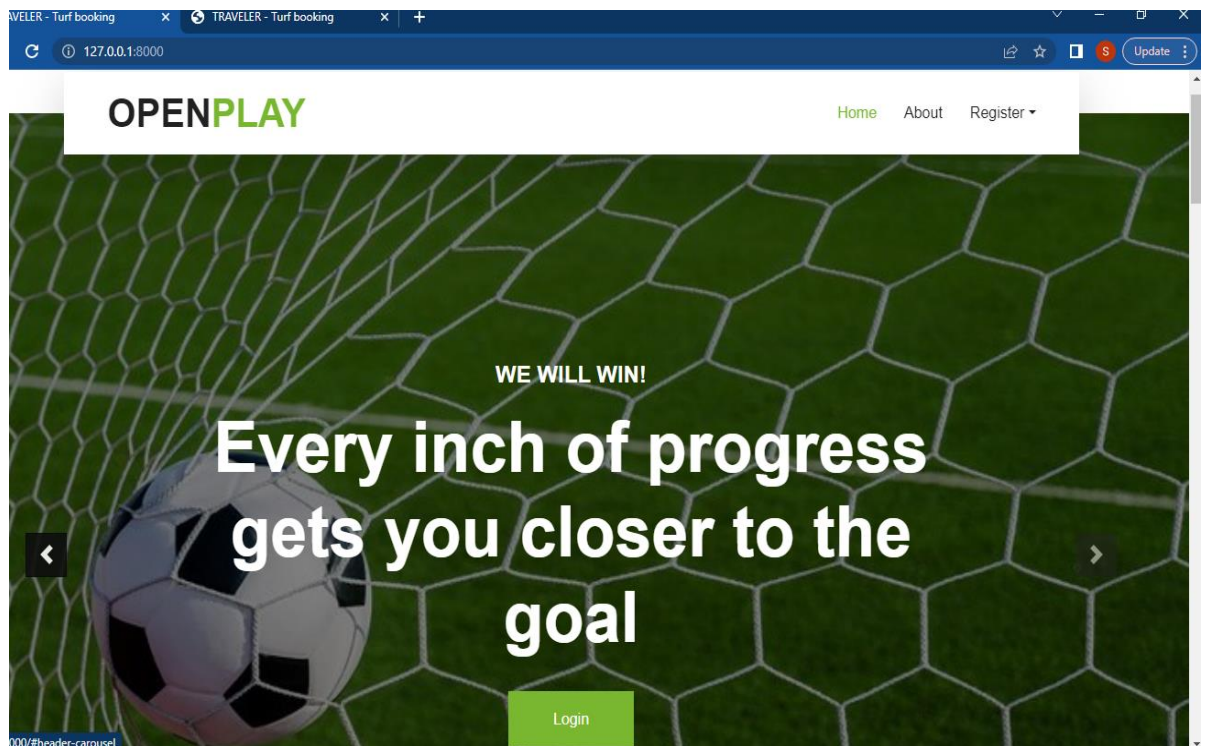 AVELER - Turf booking
TRAVELER - Turf booking
127.0.0.1:8000
S
Update
OPENPLAY
Home
About
Register
WE WILL WIN!
Every inch of progress
gets you closer to the
goal
Login
000/#header-carousel